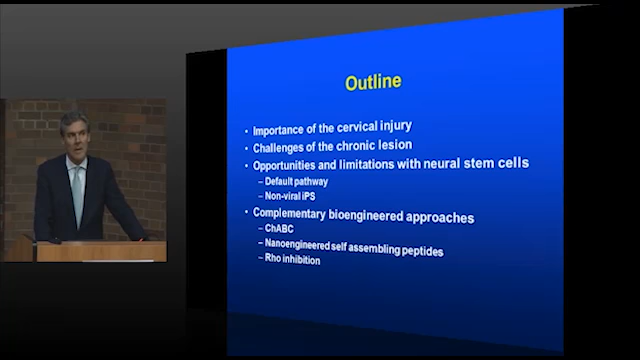 Outline
• Importance of the cervical injury
• Challenges of the chronic lesion
• Opportunities and limitations with neural stem cells
– Default pathway
– Non-viral iPS
• Complementary bioengineered approaches
– ChABC
– Nanoengineered self assembling peptides
– Rho inhibition